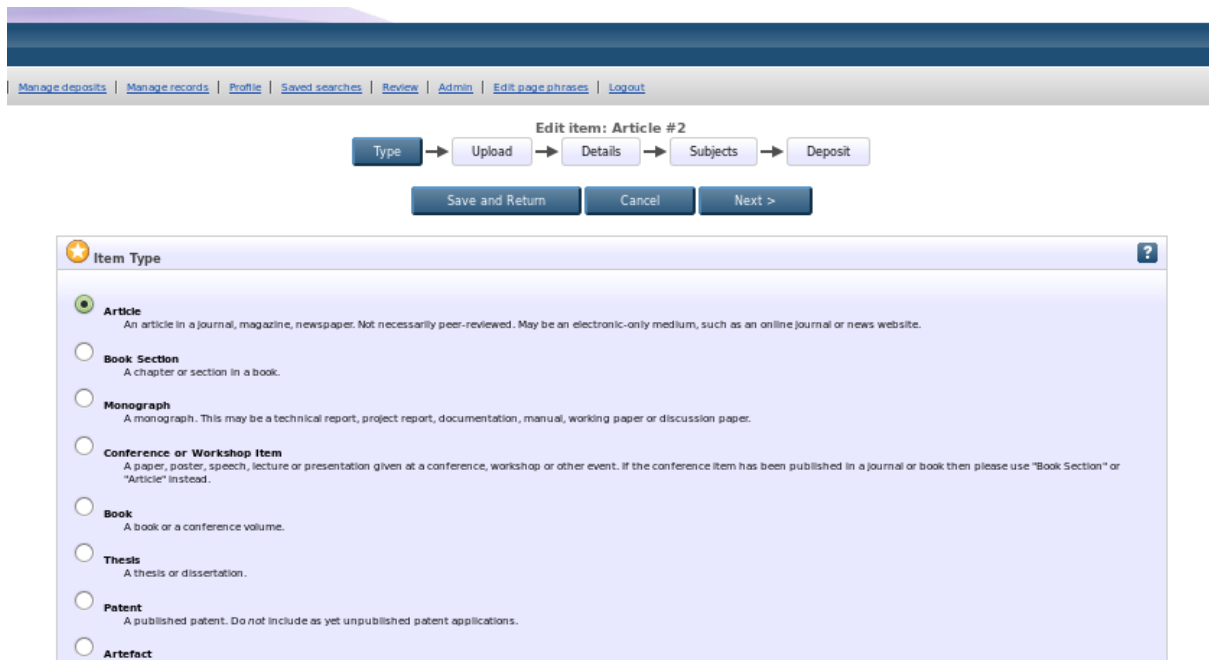 Manage deposits | Manage records | Profile | Saved searches | Review | Admin | Edit page phrases | Logout
Edit item: Article #2
Type Upload Details Subjects Deposit
Save and Return Cancel Next >
Item Type ?
Article
An article in a journal, magazine, newspaper. Not necessarily peer-reviewed. May be an electronic-only medium, such as an online journal or news website.
Book Section
A chapter or section in a book.
Monograph
A monograph. This may be a technical report, project report, documentation, manual, working paper or discussion paper.
Conference or Workshop Item
A paper, poster, speech, lecture or presentation given at a conference, workshop or other event. If the conference item has been published in a journal or book then please use "Book Section" or
"Article" instead.
Book
A book or a conference volume.
Thesis
A thesis or dissertation.
Patent
A published patent. Do not include as yet unpublished patent applications.
Artefact